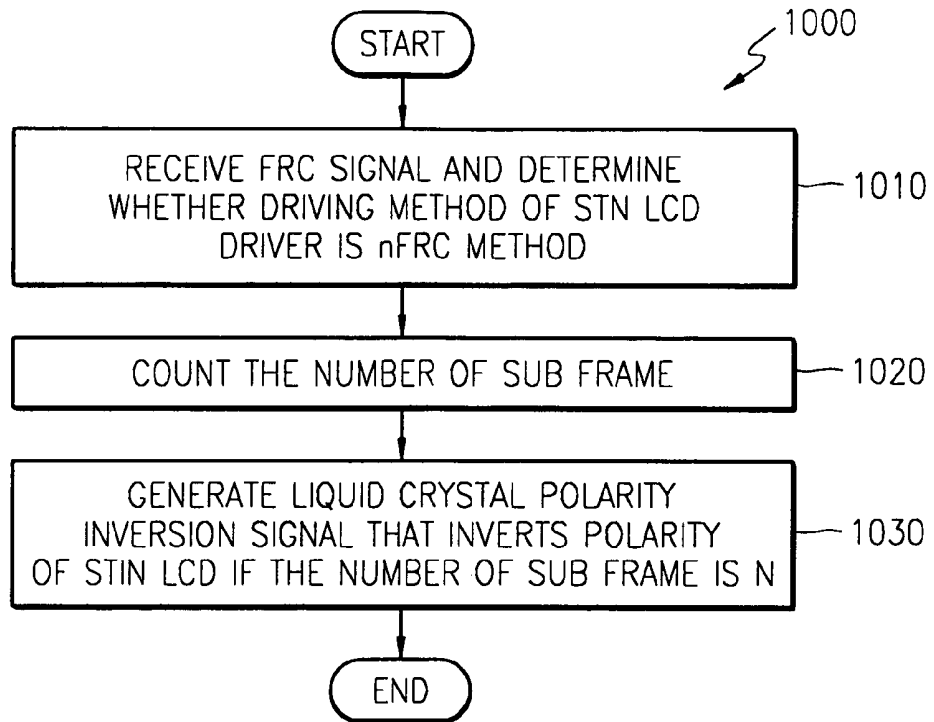 START
1000
RECEIVE FRC SIGNAL AND DETERMINE
WHETHER DRIVING METHOD OF STN LCD
DRIVER IS nFRC METHOD
1010
COUNT THE NUMBER OF SUB FRAME
1020
GENERATE LIQUID CRYSTAL POLARITY
INVERSION SIGNAL THAT INVERTS POLARITY
OF STIN LCD IF THE NUMBER OF SUB FRAME IS N
1030
END